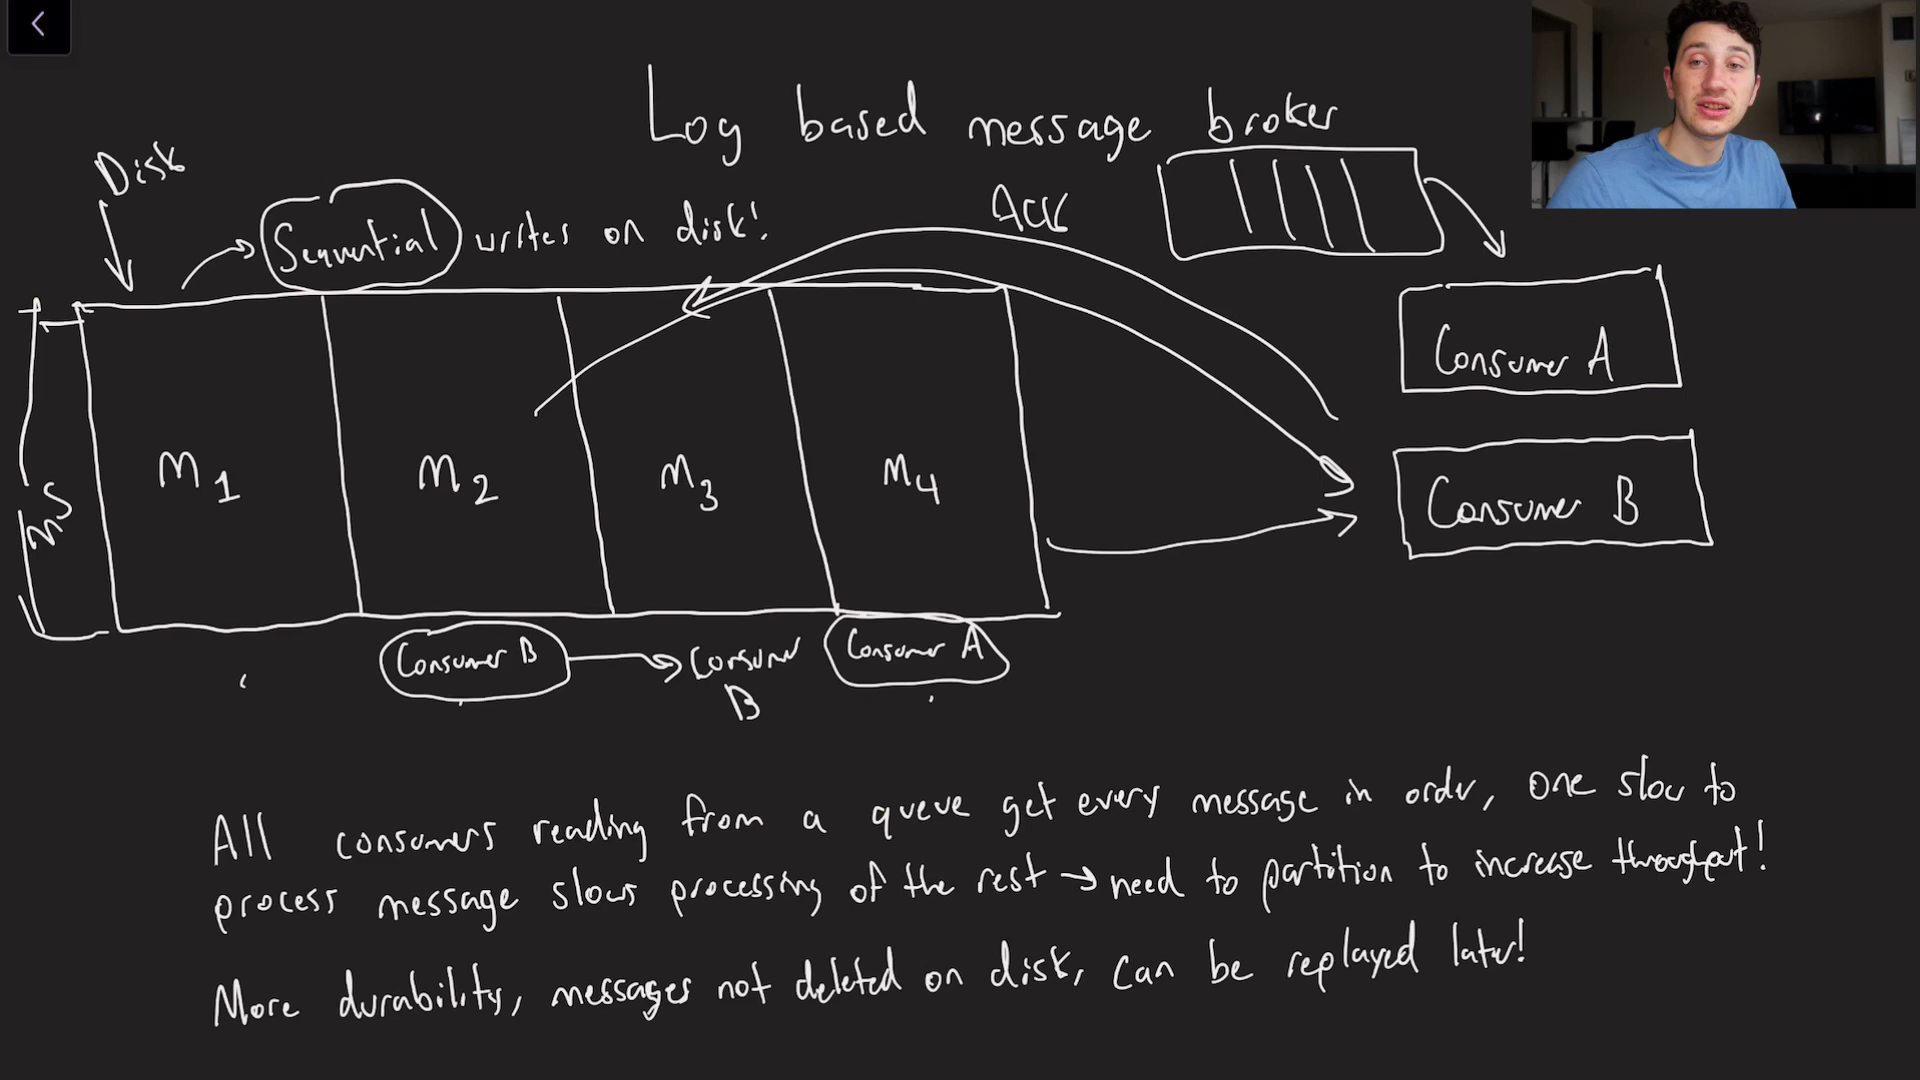 Log based message broker
Disk
Sequential writes on disk!
ACK
Consumer A
Consumer B
M5
M1
M2
M3
M4
Consumer B
Consumer B
Consumer A
All consumers reading from a queue get every message in order, one slow to
process message slows processing of the rest → need to partition to increase throughput!
More durability, messages not deleted on disk, can be replayed later!